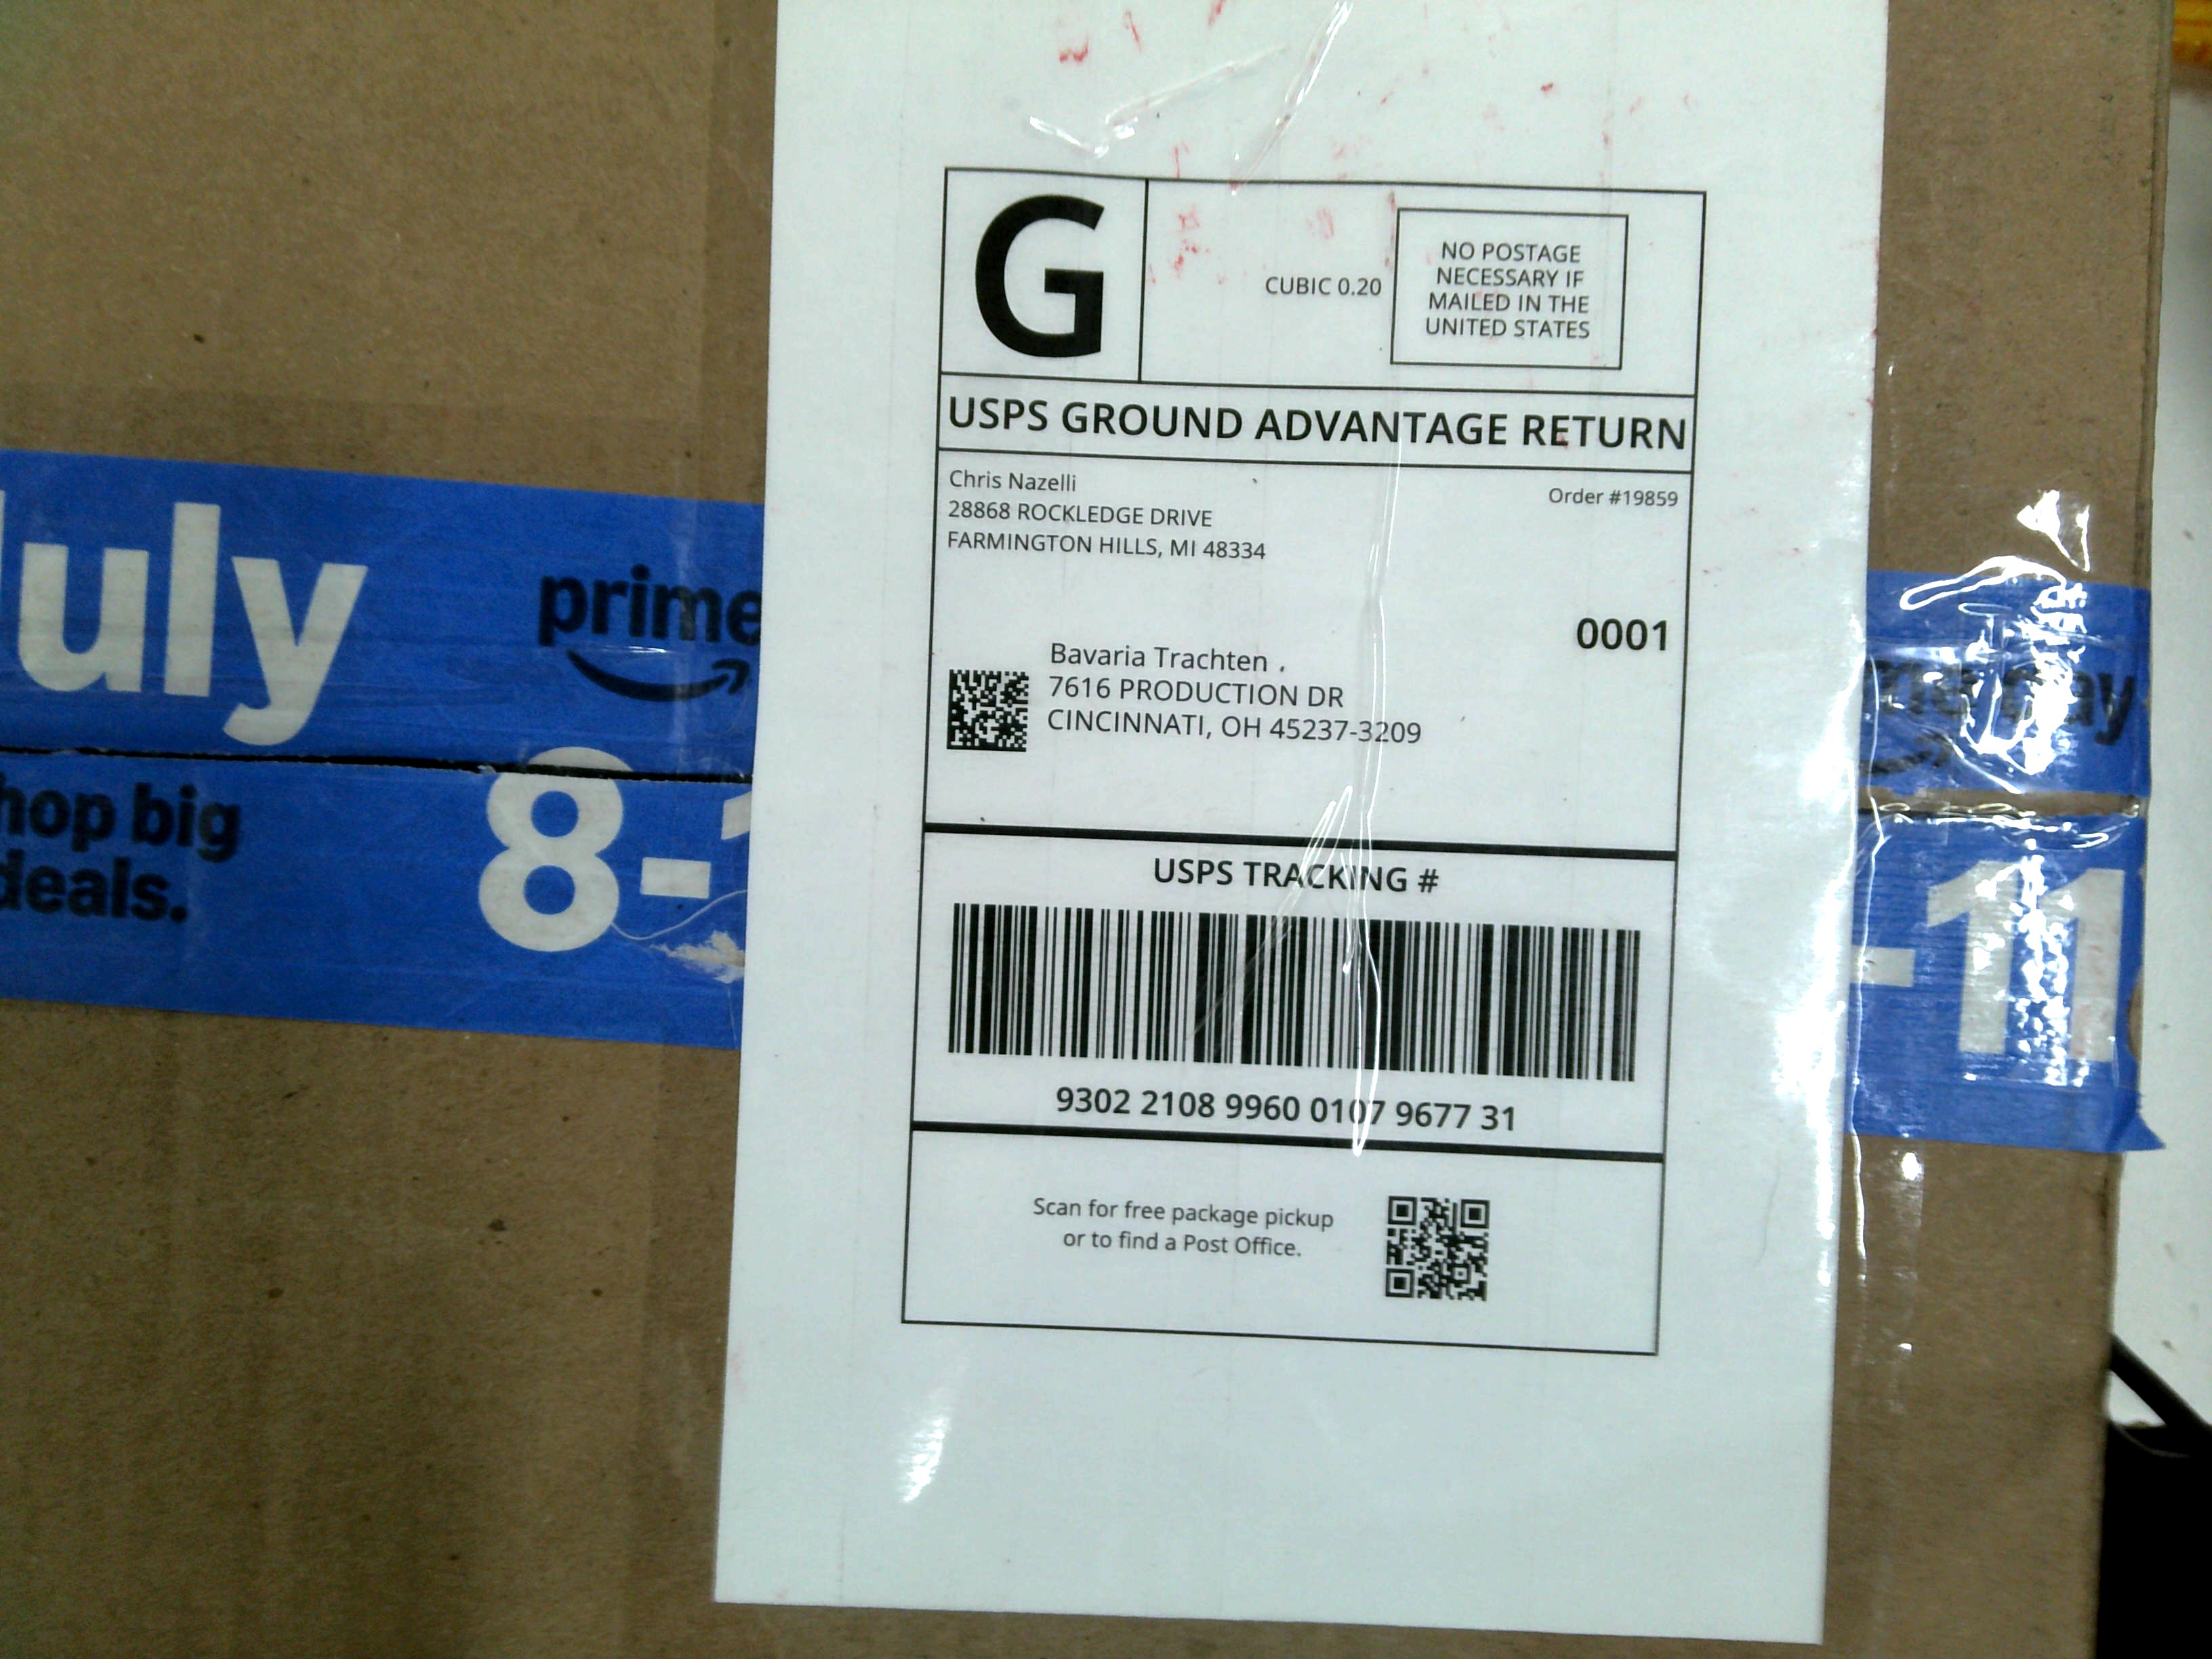 G
CUBIC 0.20
NO POSTAGE
NECESSARY IF
MAILED IN THE
UNITED STATES
USPS GROUND ADVANTAGE RETURN
Chris Nazelli
28868 ROCKLEDGE DRIVE
FARMINGTON HILLS, MI 48334
Order #19859
0001
Bavaria Trachten .
7616 PRODUCTION DR
CINCINNATI, OH 45237-3209
USPS TRACKING #
9302 2108 9960 0107 9677 31
Scan for free package pickup
or to find a Post Office.
uly
prime
hop big
deals.
8-1
day
-11